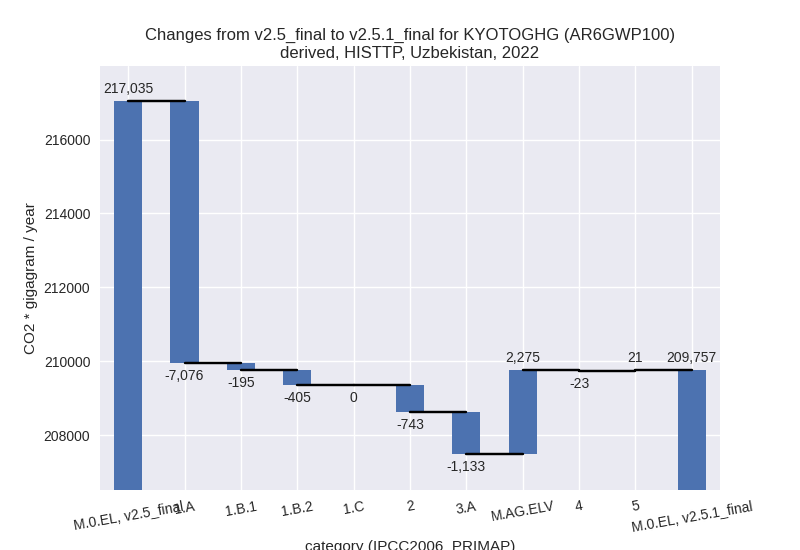 Changes from v2.5_final to v2.5.1_final for KYOTOGHG (AR6GWP100)
derived, HISTTP, Uzbekistan, 2022
217,035
216000
214000
212000
210000
208000
CO2 * gigagram / year
-7,076
-195
-405
0
-743
-1,133
2,275
-23
21
209,757
M.0.EL, v2.5_final
1.A
1.B.1
1.B.2
1.C
2
3.A
M.AG.ELV
4
5
M.0.EL, v2.5.1_final
category (IPCC2006_PRIMAP)